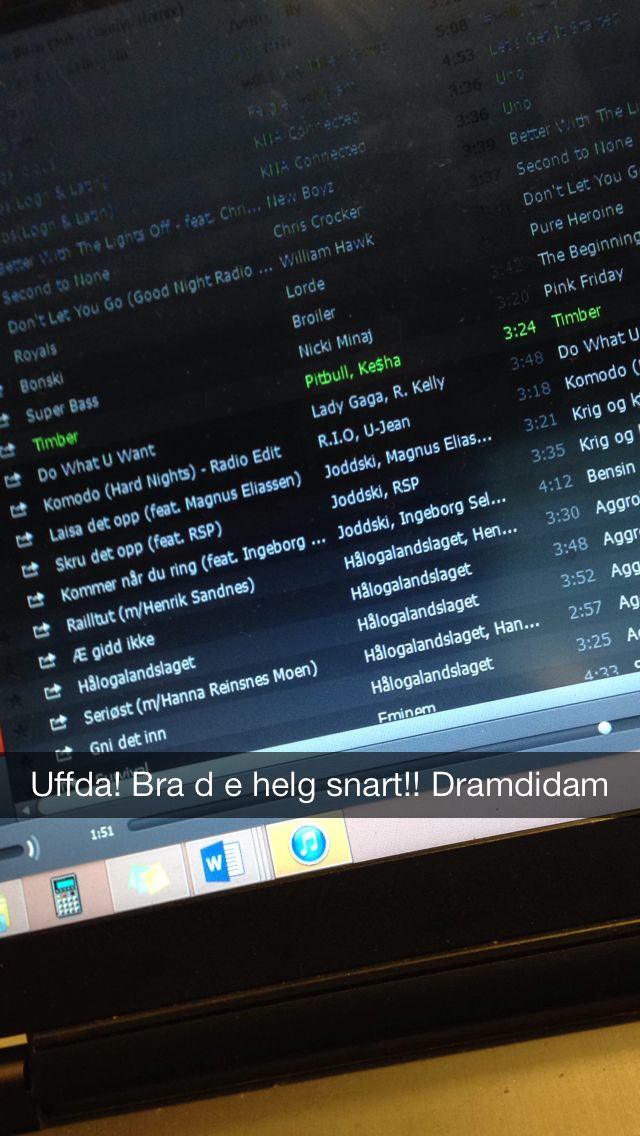 5:08
4:53 Let's Get It Started
3:36 Uno
KNA Connected 3:36 Uno
(Logn & Løgn) KNA Connected
Better With The Lights Off - feat. Chri... New Boyz Better With The Li
Second to None Chris Crocker Second to None
Don't Let You Go (Good Night Radio ... William Hawk Don't Let You G
Royals Lorde Pure Heroine
Bonski Broiler 3:42 The Beginning
Super Bass Nicki Minaj 3:20 Pink Friday
Timber Pitbull, Ke$ha 3:24 Timber
Do What U Want Lady Gaga, R. Kelly 3:48 Do What U
Komodo (Hard Nights) - Radio Edit R.I.O, U-Jean 3:18 Komodo (
Laisa det opp (feat. Magnus Eliassen) Joddski, Magnus Elias... 3:21 Krig og k
Skru det opp (feat. RSP) Joddski, RSP 3:35 Krig og
Kommer når du ring (feat. Ingeborg ... Joddski, Ingeborg Sel... 4:12 Bensin
Railltut (m/Henrik Sandnes) Hålogalandslaget, Hen... 3:30 Aggro
Æ gidd ikke Hålogalandslaget 3:48 Aggr
Hålogalandslaget Hålogalandslaget 3:52 Agg
Seriøst (m/Hanna Reinsnes Moen) Hålogalandslaget, Han... 2:57 Ag
Gni det inn Hålogalandslaget 3:25 A
Survival Eminem 4:33
Uffda! Bra d e helg snart!! Dramdidam
1:51
W